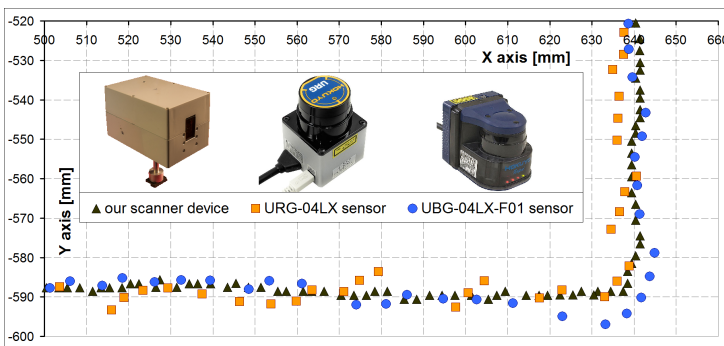 -520
500 510 520 530 540 550 560 570 580 590 600 610 620 630 640 650 660
X axis [mm]
-530
-540
-550
-560
-570
-580
-590
-600
Y axis [mm]
URG
HOKUYO
our scanner device URG-04LX sensor UBG-04LX-F01 sensor